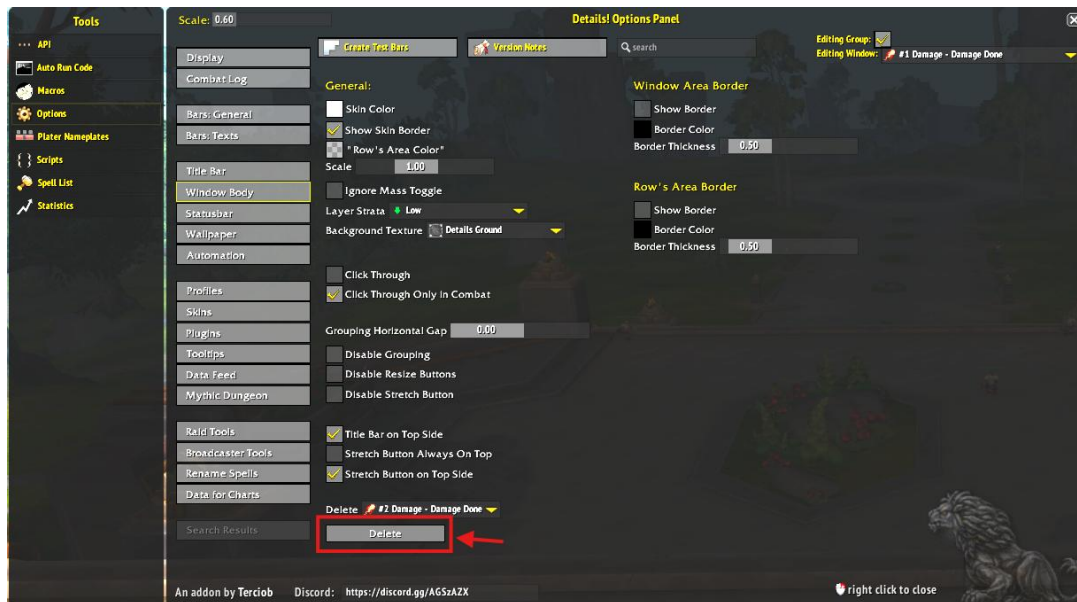 Tools
API
Auto Run Code
Macros
Options
Plater Nameplates
Scripts
Spell List
Statistics
Scale: 0.60
Details! Options Panel
Display
Combat Log
Bars: General
Bars: Texts
Title Bar
Window Body
Statusbar
Wallpaper
Automation
Profiles
Skins
Plugins
Tooltips
Data Feed
Mythic Dungeon
Raid Tools
Broadcaster Tools
Rename Spells
Data for Charts
Search Results
Create Test Bars
Version Notes
search
Editing Group:
Editing Window: #1 Damage - Damage Done
General:
Skin Color
Show Skin Border
"Row's Area Color"
Scale 1.00
Ignore Mass Toggle
Layer Strata Low
Background Texture Details Ground
Click Through
Click Through Only in Combat
Grouping Horizontal Gap 0.00
Disable Grouping
Disable Resize Buttons
Disable Stretch Button
Title Bar on Top Side
Stretch Button Always On Top
Stretch Button on Top Side
Delete #2 Damage - Damage Done
Delete
Window Area Border
Show Border
Border Color
Border Thickness 0.50
Row's Area Border
Show Border
Border Color
Border Thickness 0.50
An addon by Terciob Discord: https://discord.gg/AGSzAZX
right click to close